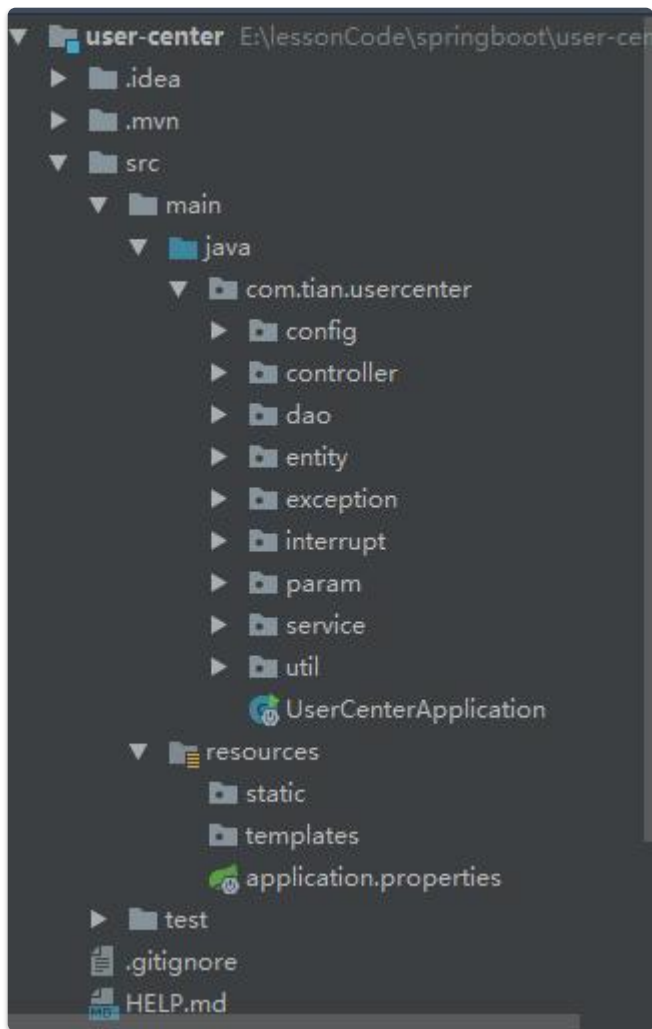 user-center E:\lessonCode\springboot\user-cer
.idea
.mvn
src
main
java
com.tian.usercenter
config
controller
dao
entity
exception
interrupt
param
service
util
UserCenterApplication
resources
static
templates
application.properties
test
.gitignore
HELP.md